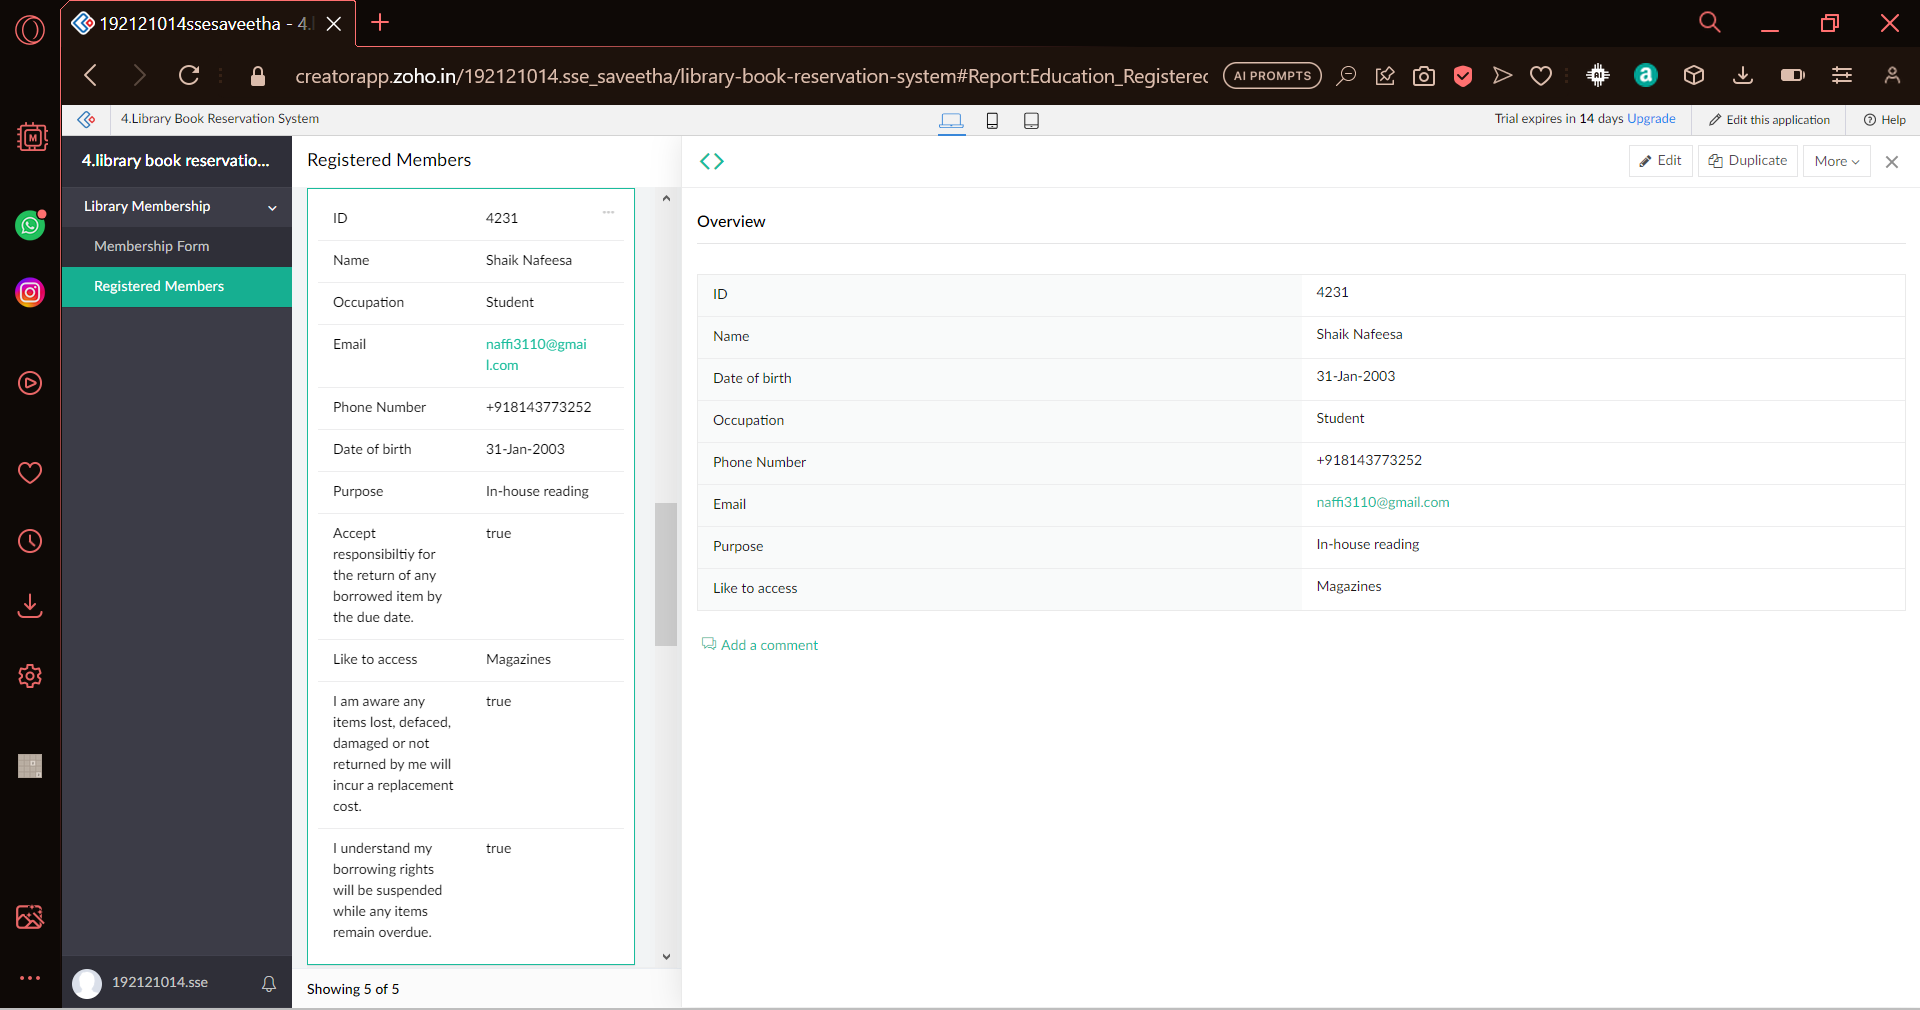 192121014ssesaveetha - 4.l
creatorapp.zoho.in/192121014.sse_saveetha/library-book-reservation-system#Report:Education_Registered
AI PROMPTS
4.Library Book Reservation System
Trial expires in 14 days Upgrade
Edit this application
Help
4.library book reservatio...
Library Membership
Membership Form
Registered Members
192121014.sse
Registered Members
ID 4231
Name Shaik Nafeesa
Occupation Student
Email naffi3110@gmai
l.com
Phone Number +918143773252
Date of birth 31-Jan-2003
Purpose In-house reading
Accept true
responsibiltiy for
the return of any
borrowed item by
the due date.
Like to access Magazines
I am aware any true
items lost, defaced,
damaged or not
returned by me will
incur a replacement
cost.
I understand my true
borrowing rights
will be suspended
while any items
remain overdue.
Showing 5 of 5
Edit
Duplicate
More
Overview
ID 4231
Name Shaik Nafeesa
Date of birth 31-Jan-2003
Occupation Student
Phone Number +918143773252
Email naffi3110@gmail.com
Purpose In-house reading
Like to access Magazines
Add a comment